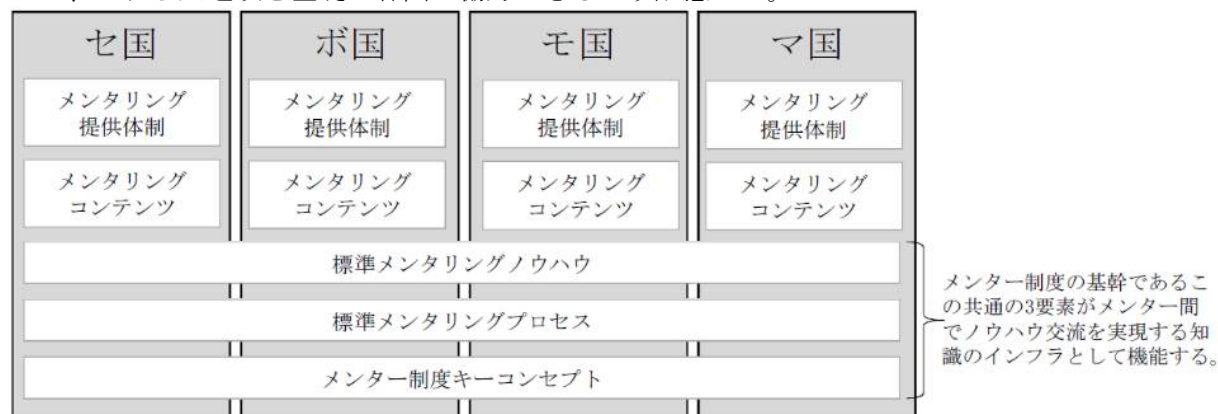 セ国
ボ国
モ国
マ国
メンタリング
提供体制
メンタリング
提供体制
メンタリング
提供体制
メンタリング
提供体制
メンタリング
コンテンツ
メンタリング
コンテンツ
メンタリング
コンテンツ
メンタリング
コンテンツ
標準メンタリングノウハウ
標準メンタリングプロセス
メンター制度キーコンセプト
メンター制度の基幹であるこ
の共通の3要素がメンター間
でノウハウ交流を実現する知
識のインフラとして機能する。